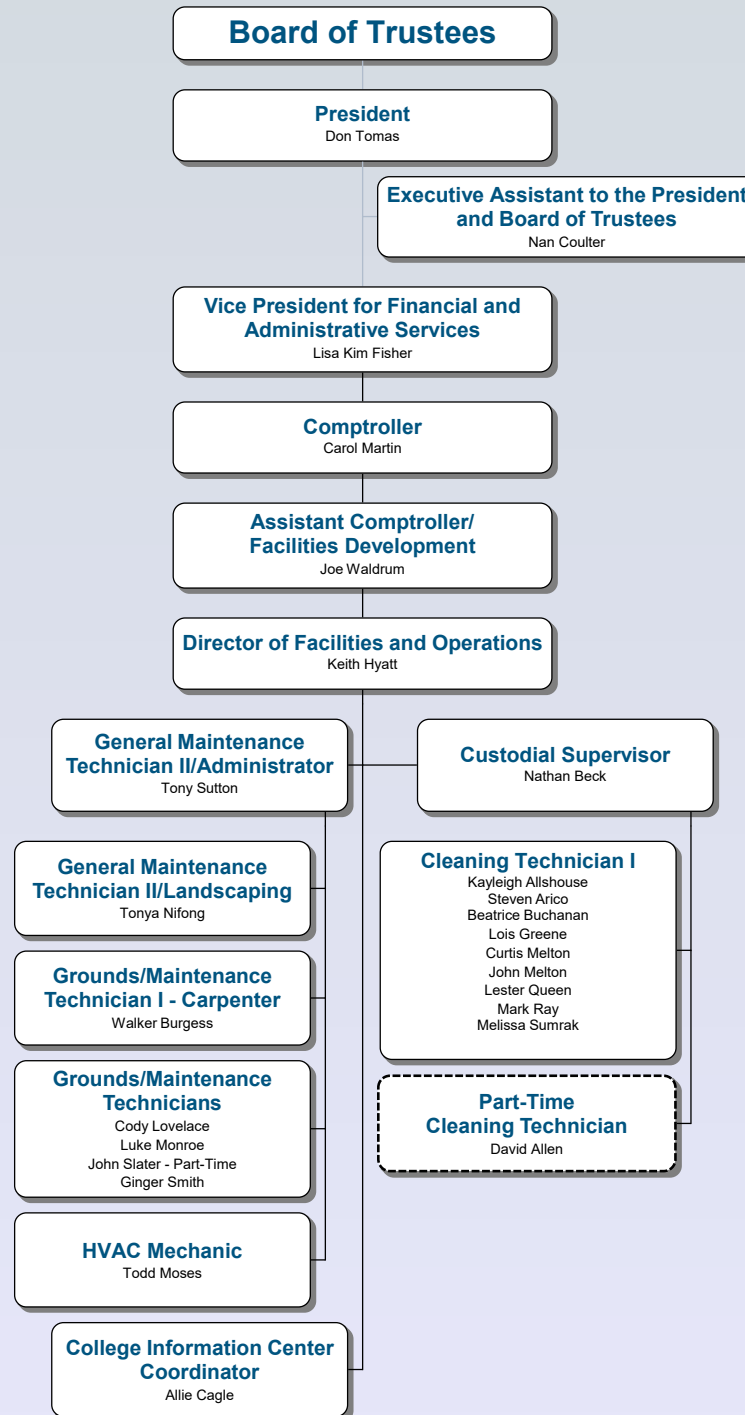 Board of Trustees
President
Don Tomas
Executive Assistant to the President
and Board of Trustees
Nan Coulter
Vice President for Financial and
Administrative Services
Lisa Kim Fisher
Comptroller
Carol Martin
Assistant Comptroller/
Facilities Development
Joe Waldrum
Director of Facilities and Operations
Keith Hyatt
General Maintenance
Technician II/Administrator
Tony Sutton
Custodial Supervisor
Nathan Beck
General Maintenance
Technician II/Landscaping
Tonya Nifong
Grounds/Maintenance
Technician I - Carpenter
Walker Burgess
Grounds/Maintenance
Technicians
Cody Lovelace
Luke Monroe
John Slater - Part-Time
Ginger Smith
HVAC Mechanic
Todd Moses
Cleaning Technician I
Kayleigh Allshouse
Steven Arico
Beatrice Buchanan
Lois Greene
Curtis Melton
John Melton
Lester Queen
Mark Ray
Melissa Sumrak
Part-Time
Cleaning Technician
David Allen
College Information Center
Coordinator
Allie Cagle